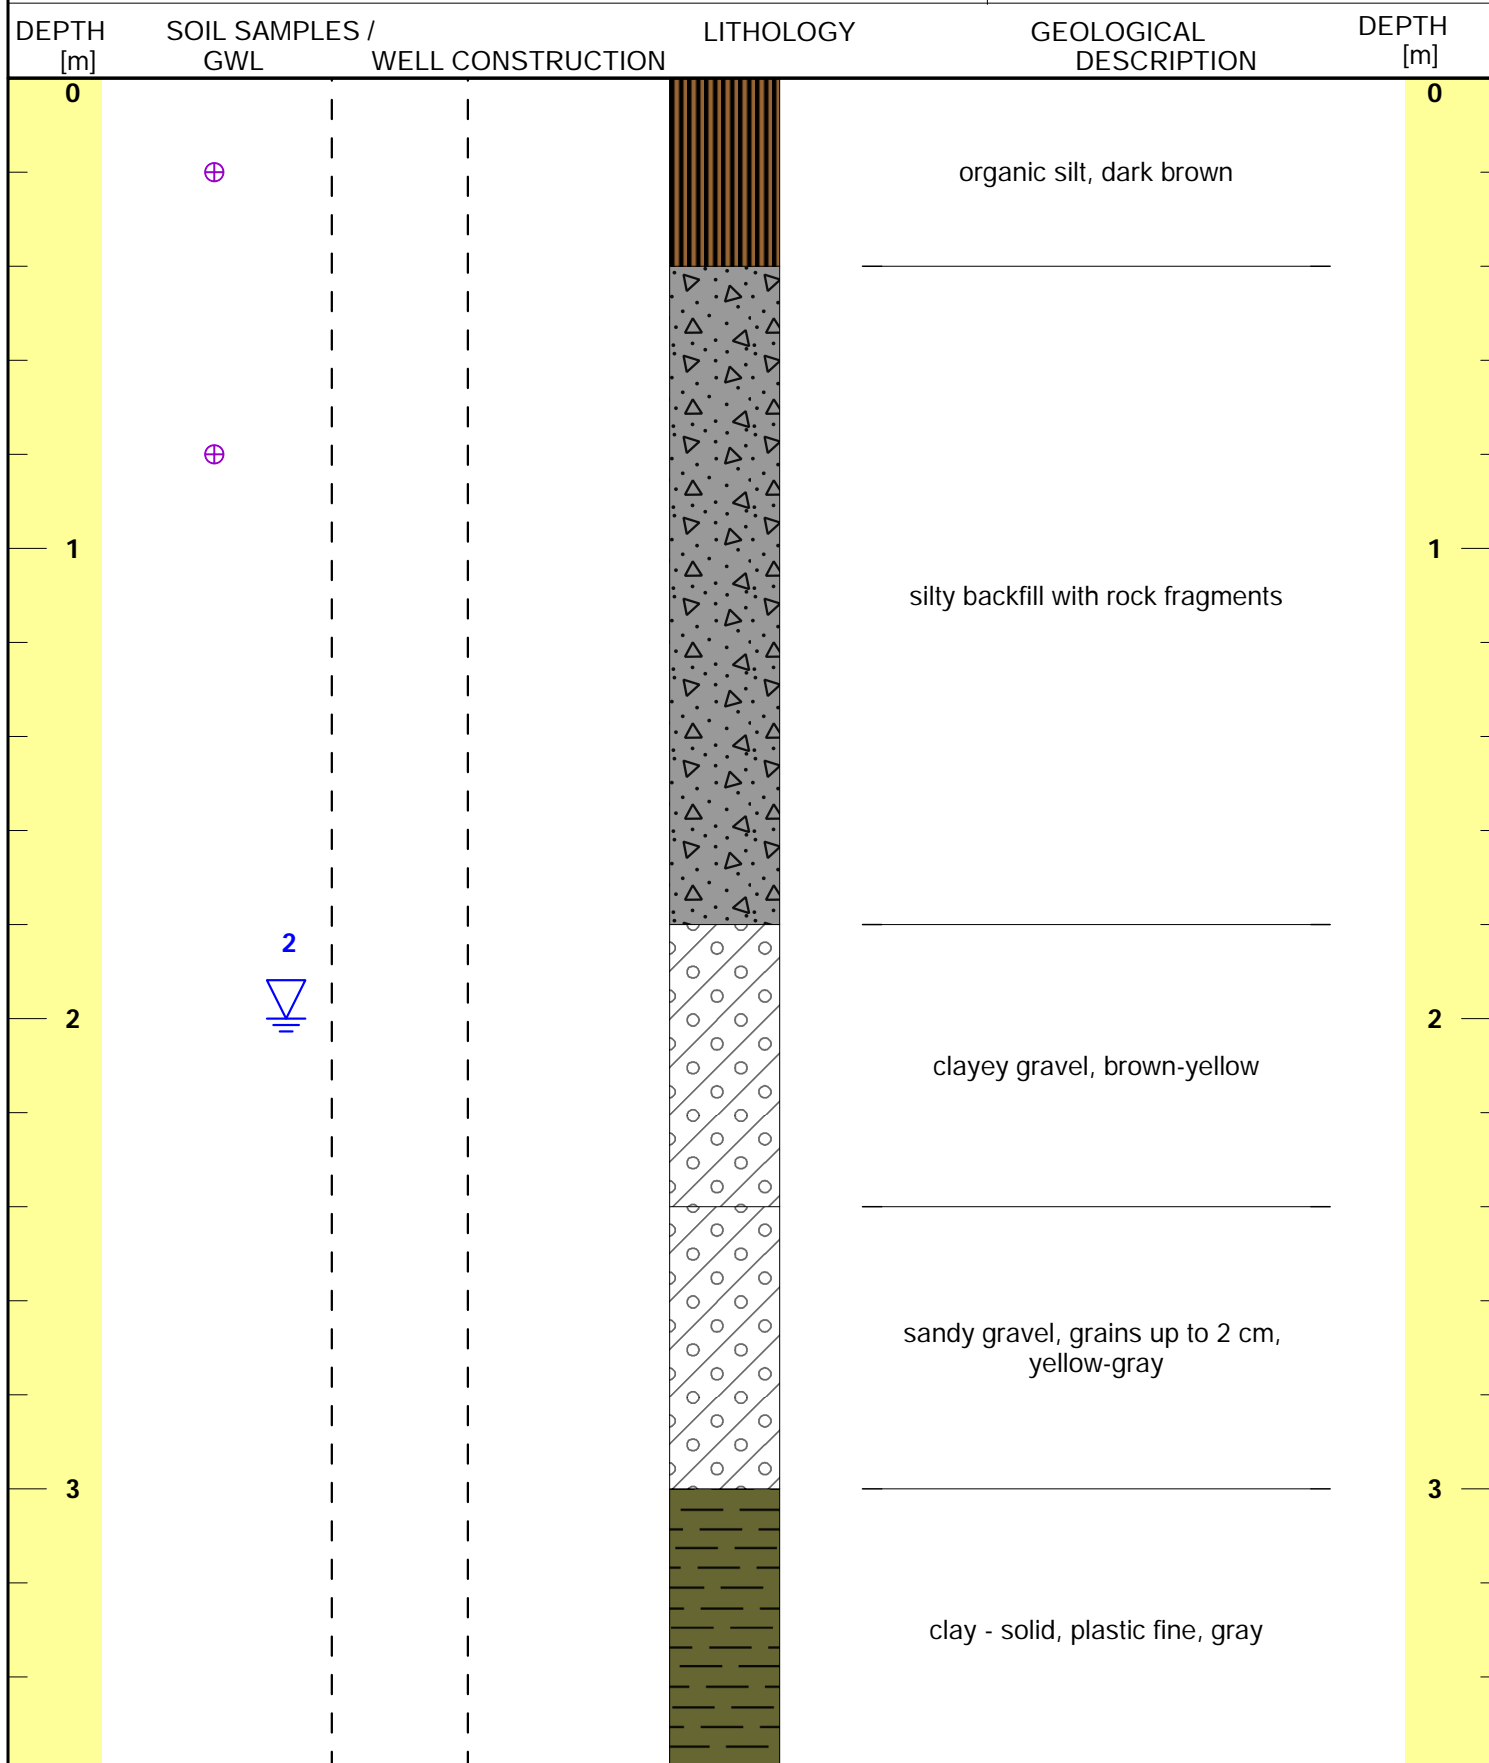 DEPTH
[m]
SOIL SAMPLES /
GWL
WELL CONSTRUCTION
LITHOLOGY
GEOLOGICAL
DESCRIPTION
DEPTH
[m]
0
0
organic silt, dark brown
1
1
silty backfill with rock fragments
2
2
2
clayey gravel, brown-yellow
sandy gravel, grains up to 2 cm,
yellow-gray
3
3
clay - solid, plastic fine, gray